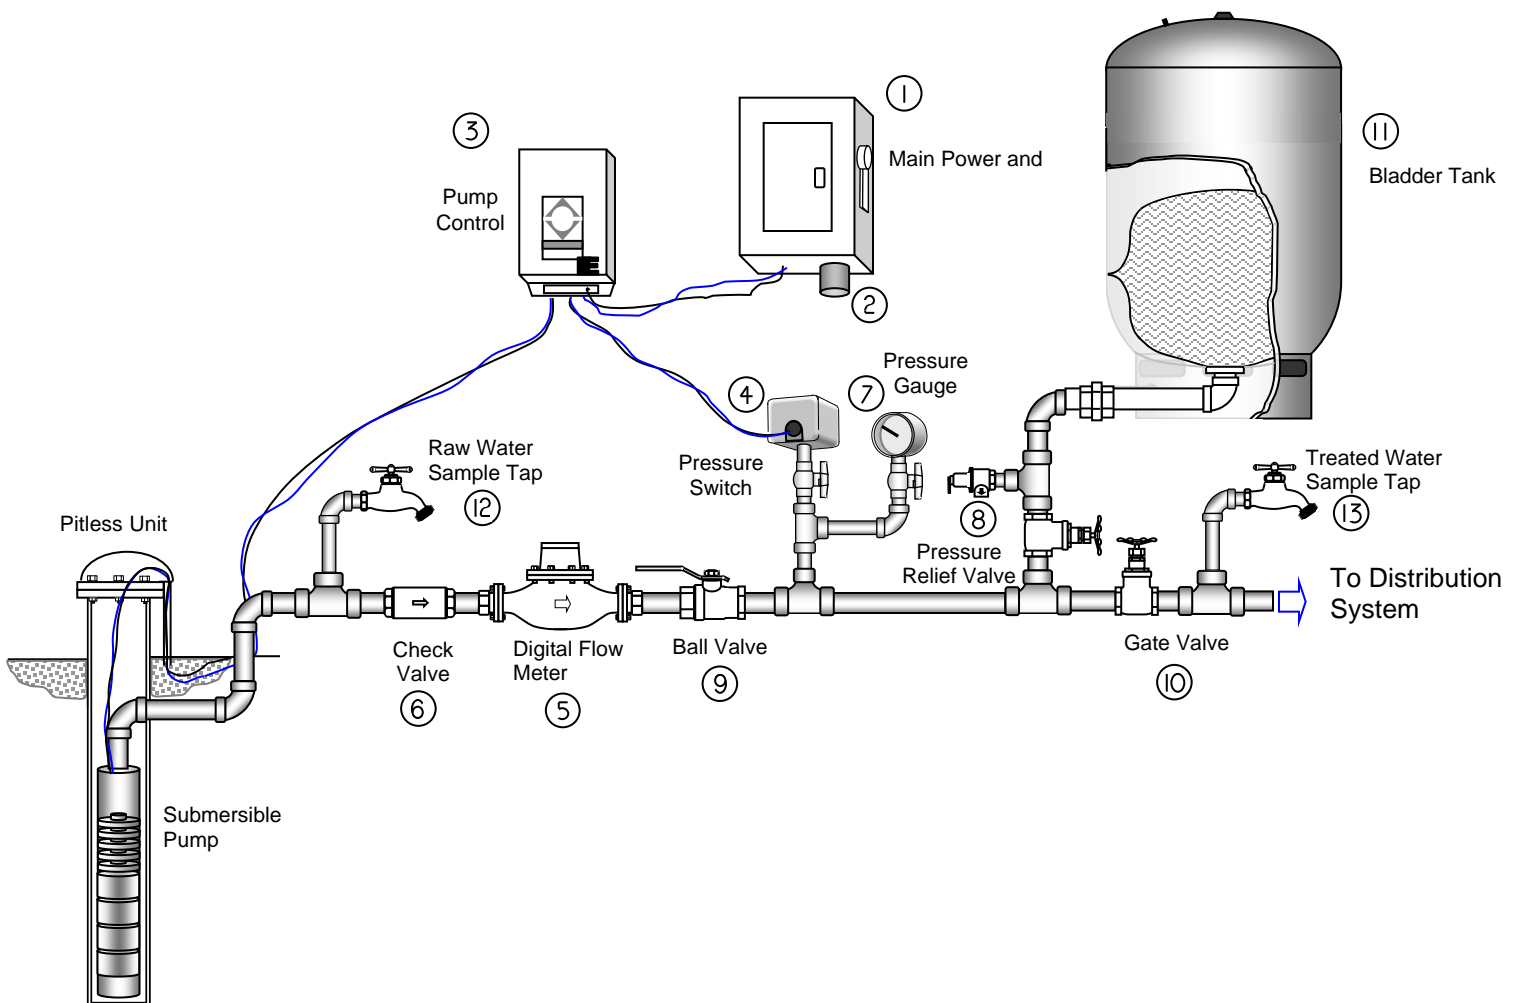 1
3
Main Power and
11
Bladder Tank
Pump
Control
2
Pressure
Gauge
4
7
Raw Water
Sample Tap
12
Pressure
Switch
Treated Water
Sample Tap
13
8
Pitless Unit
Pressure
Relief Valve
To Distribution
System
Check
Valve
6
Digital Flow
Meter
5
Ball Valve
9
Gate Valve
10
Submersible
Pump